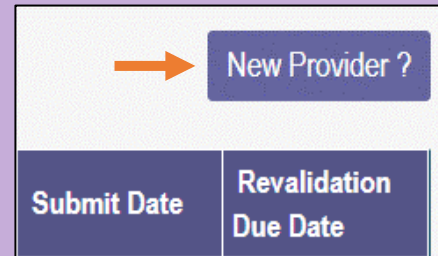 New Provider ?
Submit Date
Revalidation
Due Date